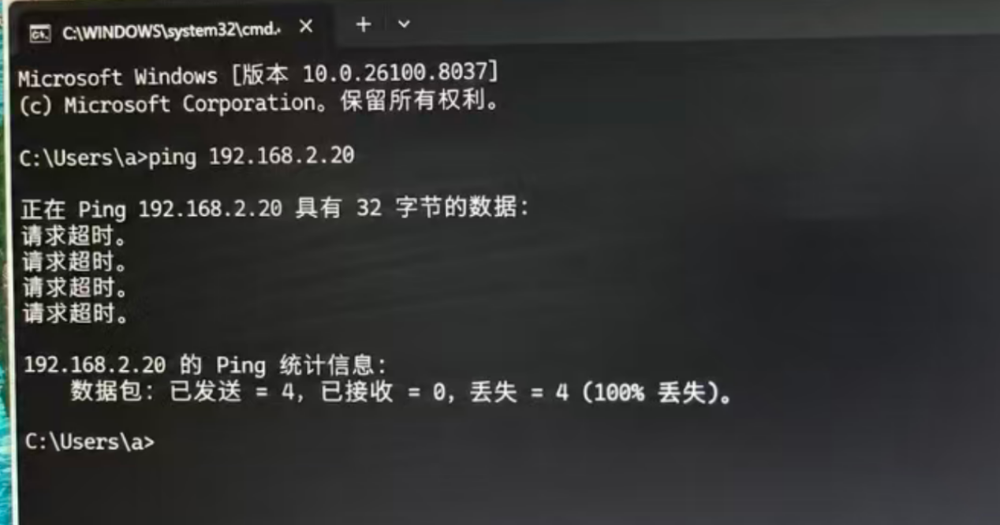 C:\WINDOWS\system32\cmd.
Microsoft Windows [版本 10.0.26100.8037]
(c) Microsoft Corporation。保留所有权利。
C:\Users\a>ping 192.168.2.20
正在 Ping 192.168.2.20 具有 32 字节的数据:
请求超时。
请求超时。
请求超时。
请求超时。
192.168.2.20 的 Ping 统计信息:
数据包: 已发送 = 4, 已接收 = 0, 丢失 = 4 (100% 丢失)。
C:\Users\a>